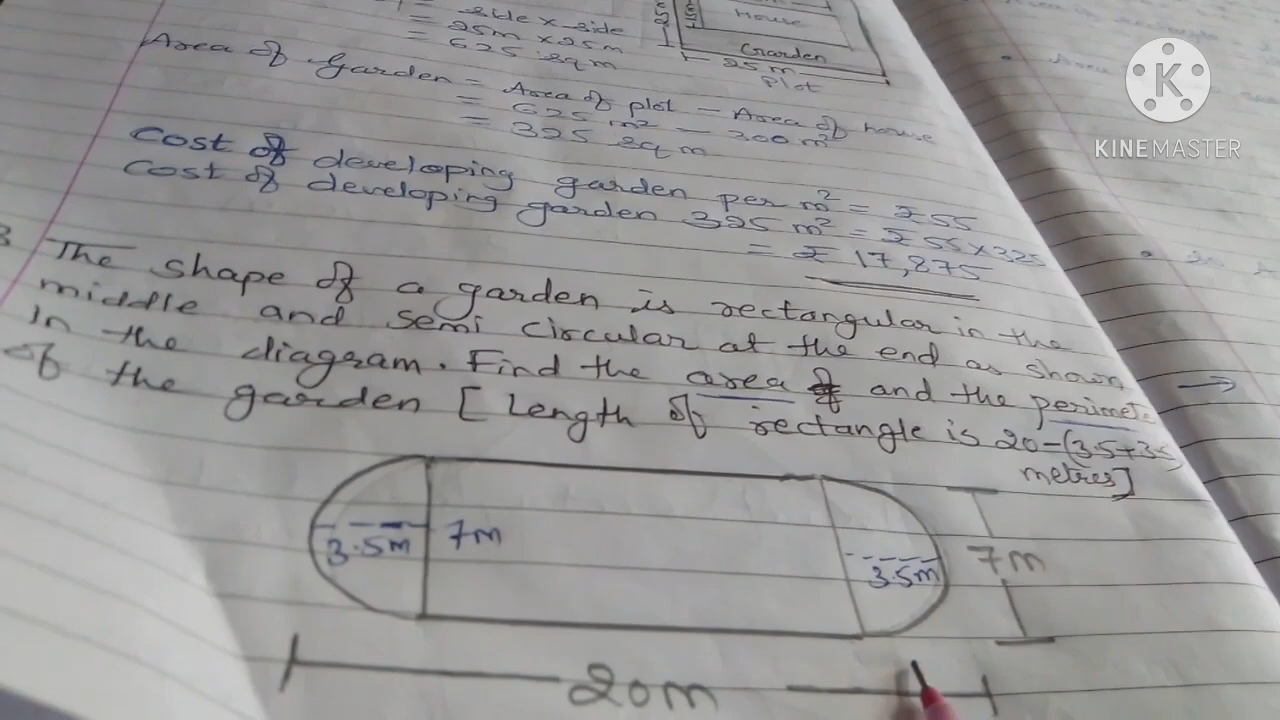 = side x side
= 25m x 25m
= 625 sq m
House
Garden
25 m
plot
Area of Garden = Area of plot - Area of house
= 625 m² - 300 m²
= 325 sq m
Cost of developing garden per m² = ₹55
Cost of developing garden 325 m² = ₹55x325
= ₹17,875
The shape of a garden is rectangular in the
middle and semi circular at the end as shown
in the diagram. Find the area and the perimete
of the garden [Length of rectangle is 20-(3.5+3.5)
metres]
3.5m
7m
3.5m
7m
20m
K
KINEMASTER